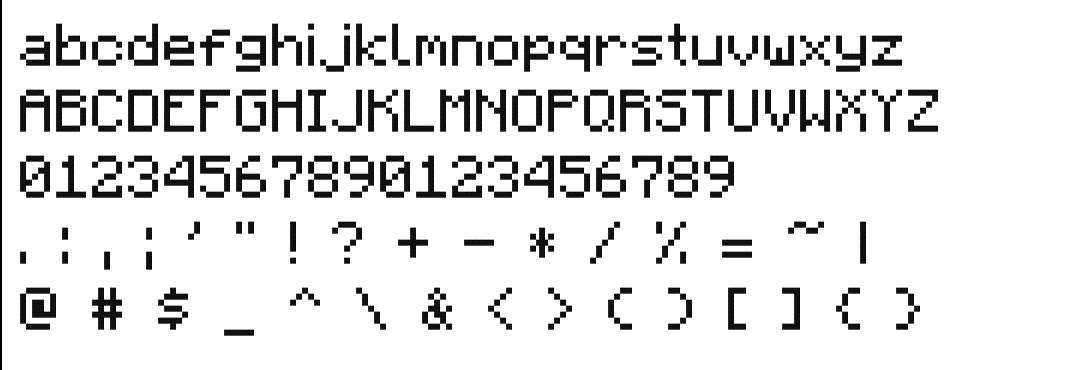 abcdefghijklmnopqrstuvwxyz
ABCDEFGHIJKLMNOPQRSTUVWXYZ
01234567890123456789
. : , ; ' " ! ? + - * / % = ~ |
@ # $ _ ^ \ & < > ( ) [ ] { }